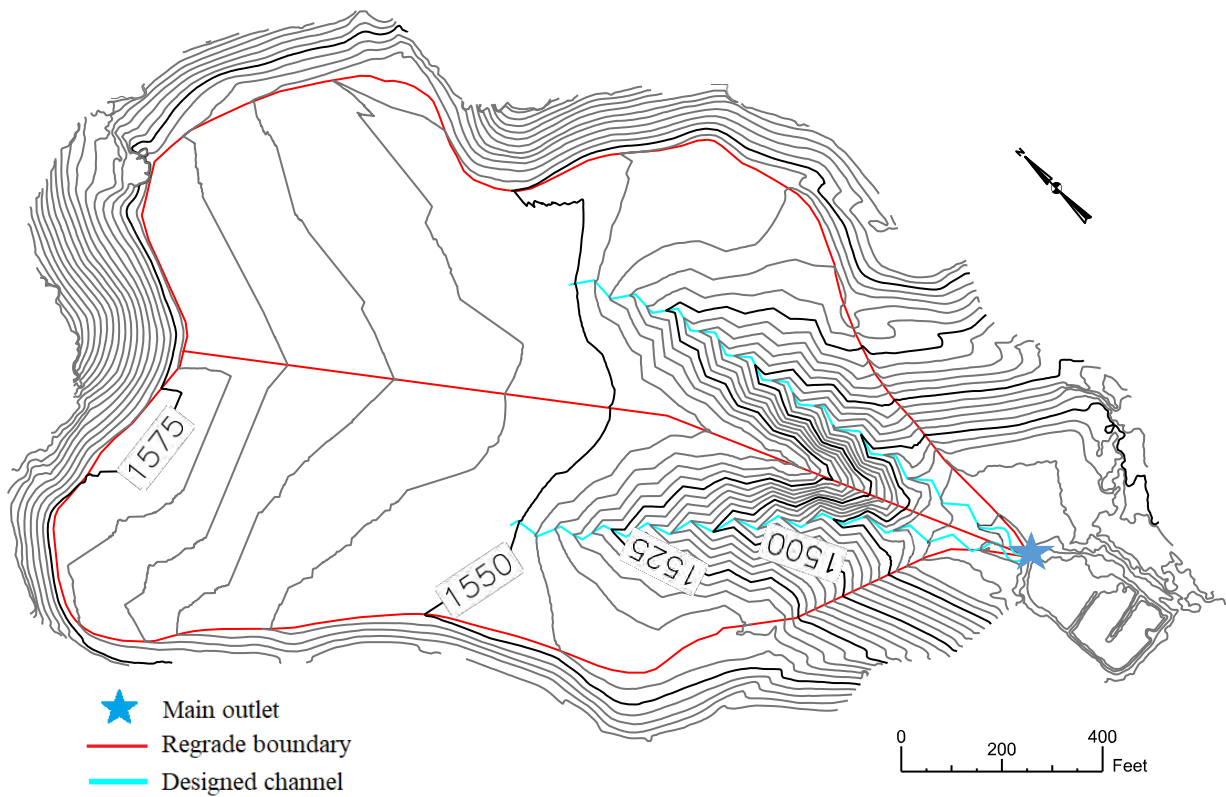 N
1575
1550
1525
1500
Main outlet
Regrade boundary
Designed channel
0 200 400
Feet